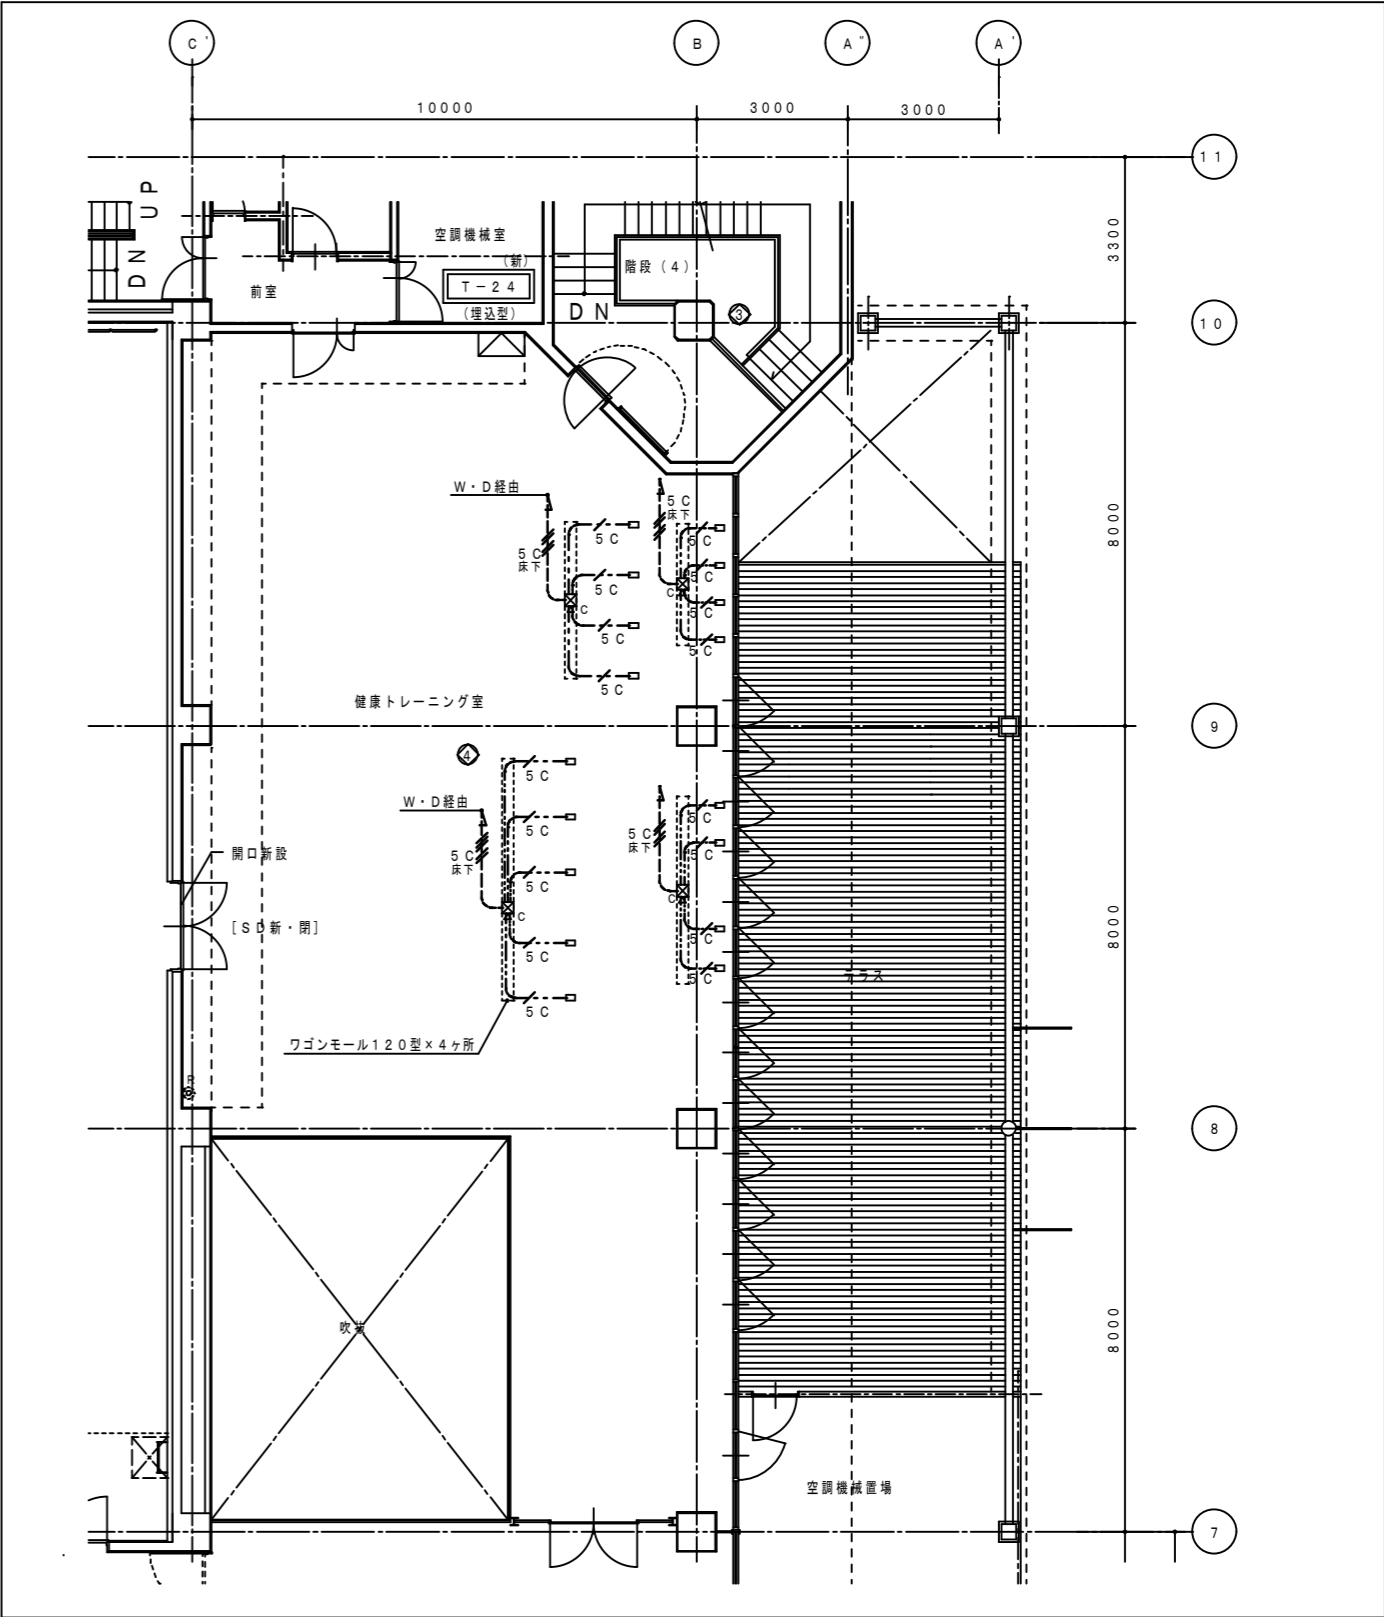 C'
B
A"
A'
10000
3000
3000
11
3300
UP
DN
空調機械室
(新)
T-24
(埋込型)
前室
階段(4)
DN
3
10
8000
W・D経由
5C
床下
5C
5C
5C
5C
C
5C
床下
5C
5C
5C
5C
C
健康トレーニング室
9
4
W・D経由
5C
床下
5C
5C
5C
5C
5C
C
5C
床下
5C
5C
5C
5C
C
開口新設
[SD新・閉]
8000
テラス
ワゴンモール120型×4ヶ所
R
8
吹抜
8000
空調機械置場
7